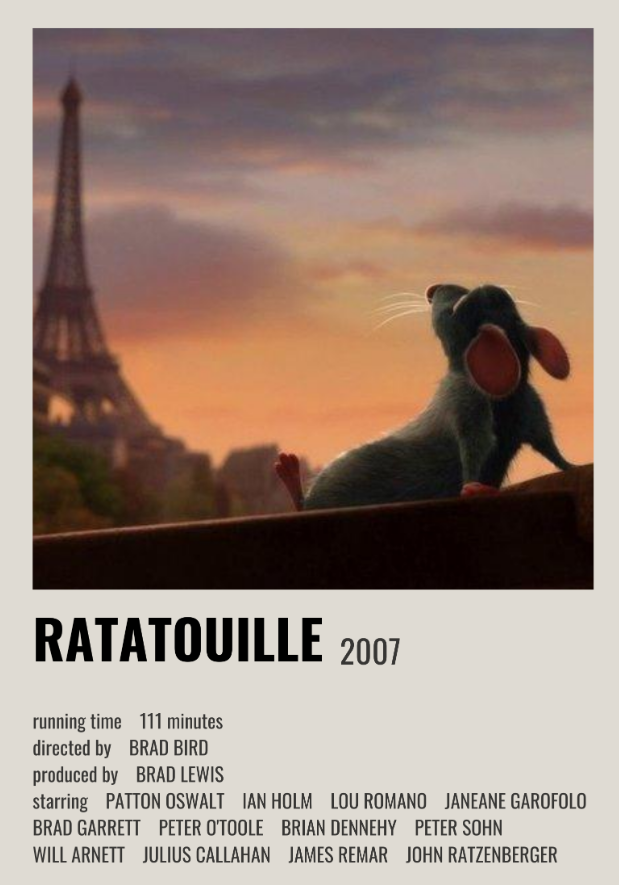 RATATOUILLE 2007
running time 111 minutes
directed by BRAD BIRD
produced by BRAD LEWIS
starring PATTON OSWALT IAN HOLM LOU ROMANO JANEANE GAROFOLO
BRAD GARRETT PETER O'TOOLE BRIAN DENNEHY PETER SOHN
WILL ARNETT JULIUS CALLAHAN JAMES REMAR JOHN RATZENBERGER